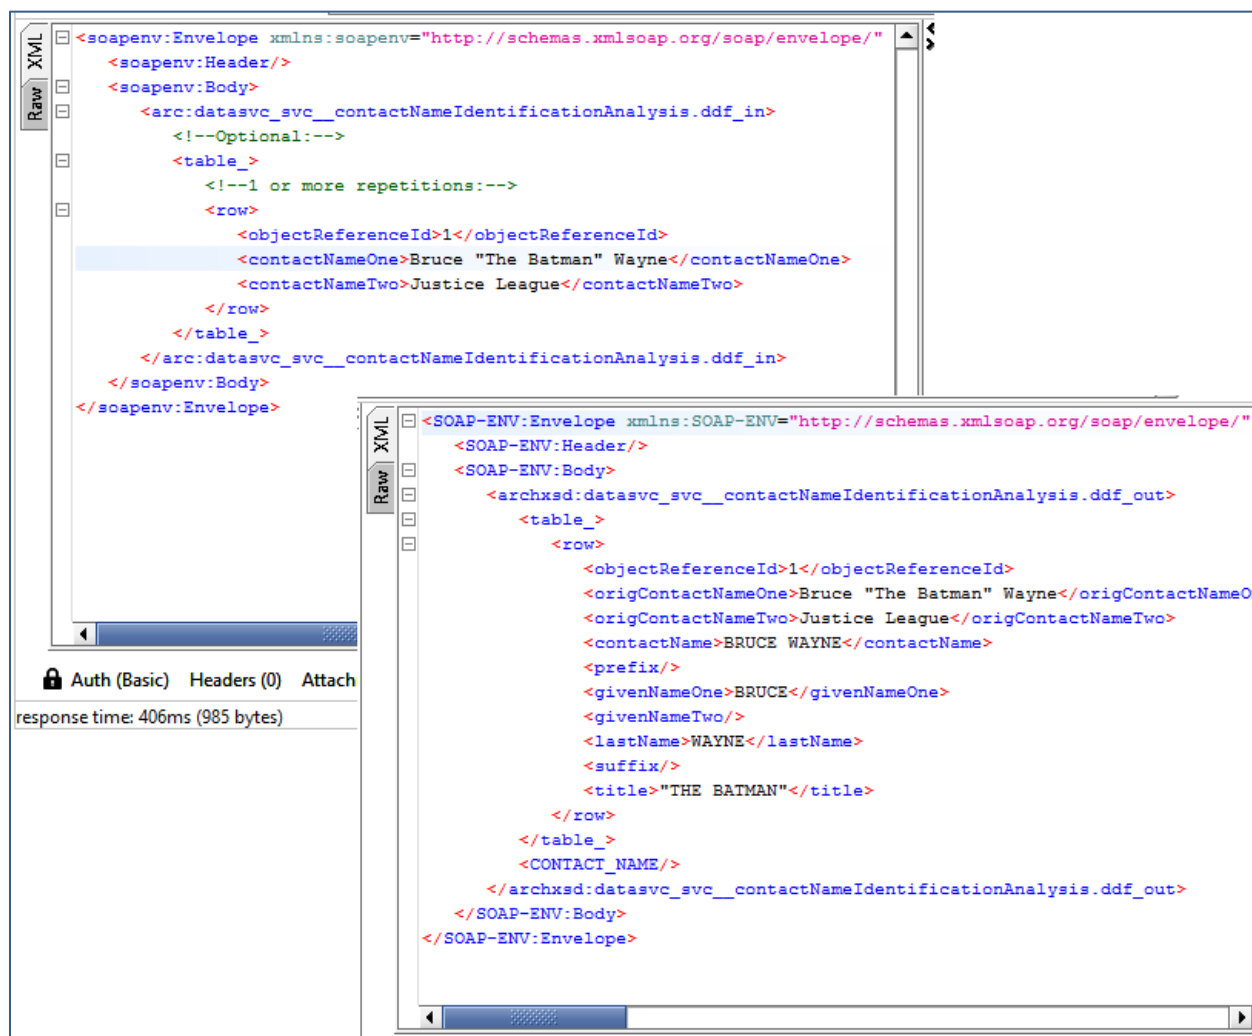 XML
Raw
<soapenv:Envelope xmlns:soapenv="http://schemas.xmlsoap.org/soap/envelope/"
<soapenv:Header/>
<soapenv:Body>
<arc:datasvc_svc__contactNameIdentificationAnalysis.ddf_in>
<!--Optional:-->
<table_>
<!--1 or more repetitions:-->
<row>
<objectReferenceId>1</objectReferenceId>
<contactNameOne>Bruce "The Batman" Wayne</contactNameOne>
<contactNameTwo>Justice League</contactNameTwo>
</row>
</table_>
</arc:datasvc_svc__contactNameIdentificationAnalysis.ddf_in>
</soapenv:Body>
</soapenv:Envelope>
Auth (Basic) Headers (0) Attach
response time: 406ms (985 bytes)
XML
Raw
<SOAP-ENV:Envelope xmlns:SOAP-ENV="http://schemas.xmlsoap.org/soap/envelope/"
<SOAP-ENV:Header/>
<SOAP-ENV:Body>
<archxsd:datasvc_svc__contactNameIdentificationAnalysis.ddf_out>
<table_>
<row>
<objectReferenceId>1</objectReferenceId>
<origContactNameOne>Bruce "The Batman" Wayne</origContactNameO
<origContactNameTwo>Justice League</origContactNameTwo>
<contactName>BRUCE WAYNE</contactName>
<prefix/>
<givenNameOne>BRUCE</givenNameOne>
<givenNameTwo/>
<lastName>WAYNE</lastName>
<suffix/>
<title>"THE BATMAN"</title>
</row>
</table_>
<CONTACT_NAME/>
</archxsd:datasvc_svc__contactNameIdentificationAnalysis.ddf_out>
</SOAP-ENV:Body>
</SOAP-ENV:Envelope>